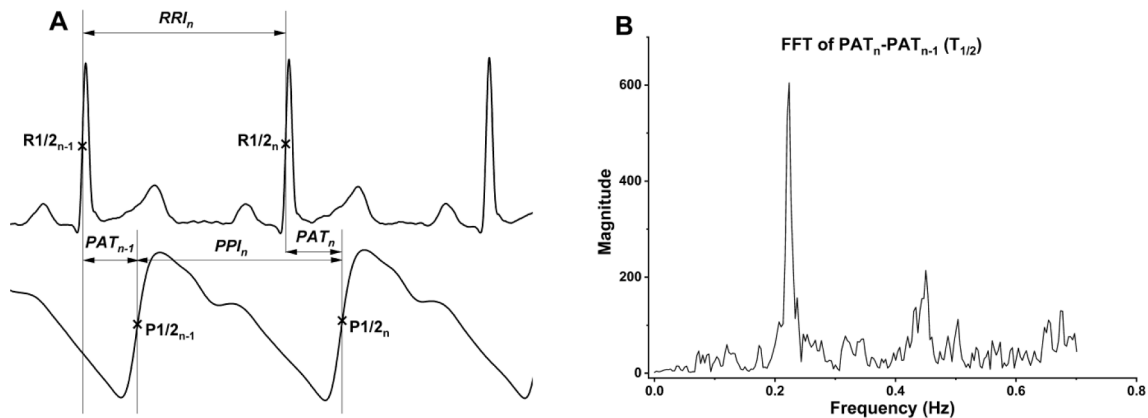 A
RRIₙ
R1/2ₙ₋₁
R1/2ₙ
PATₙ₋₁
PPIₙ
PATₙ
P1/2ₙ₋₁
P1/2ₙ
B
FFT of PATₙ-PATₙ₋₁ (T₁/₂)
600
400
200
0
Magnitude
0.0 0.2 0.4 0.6 0.8
Frequency (Hz)